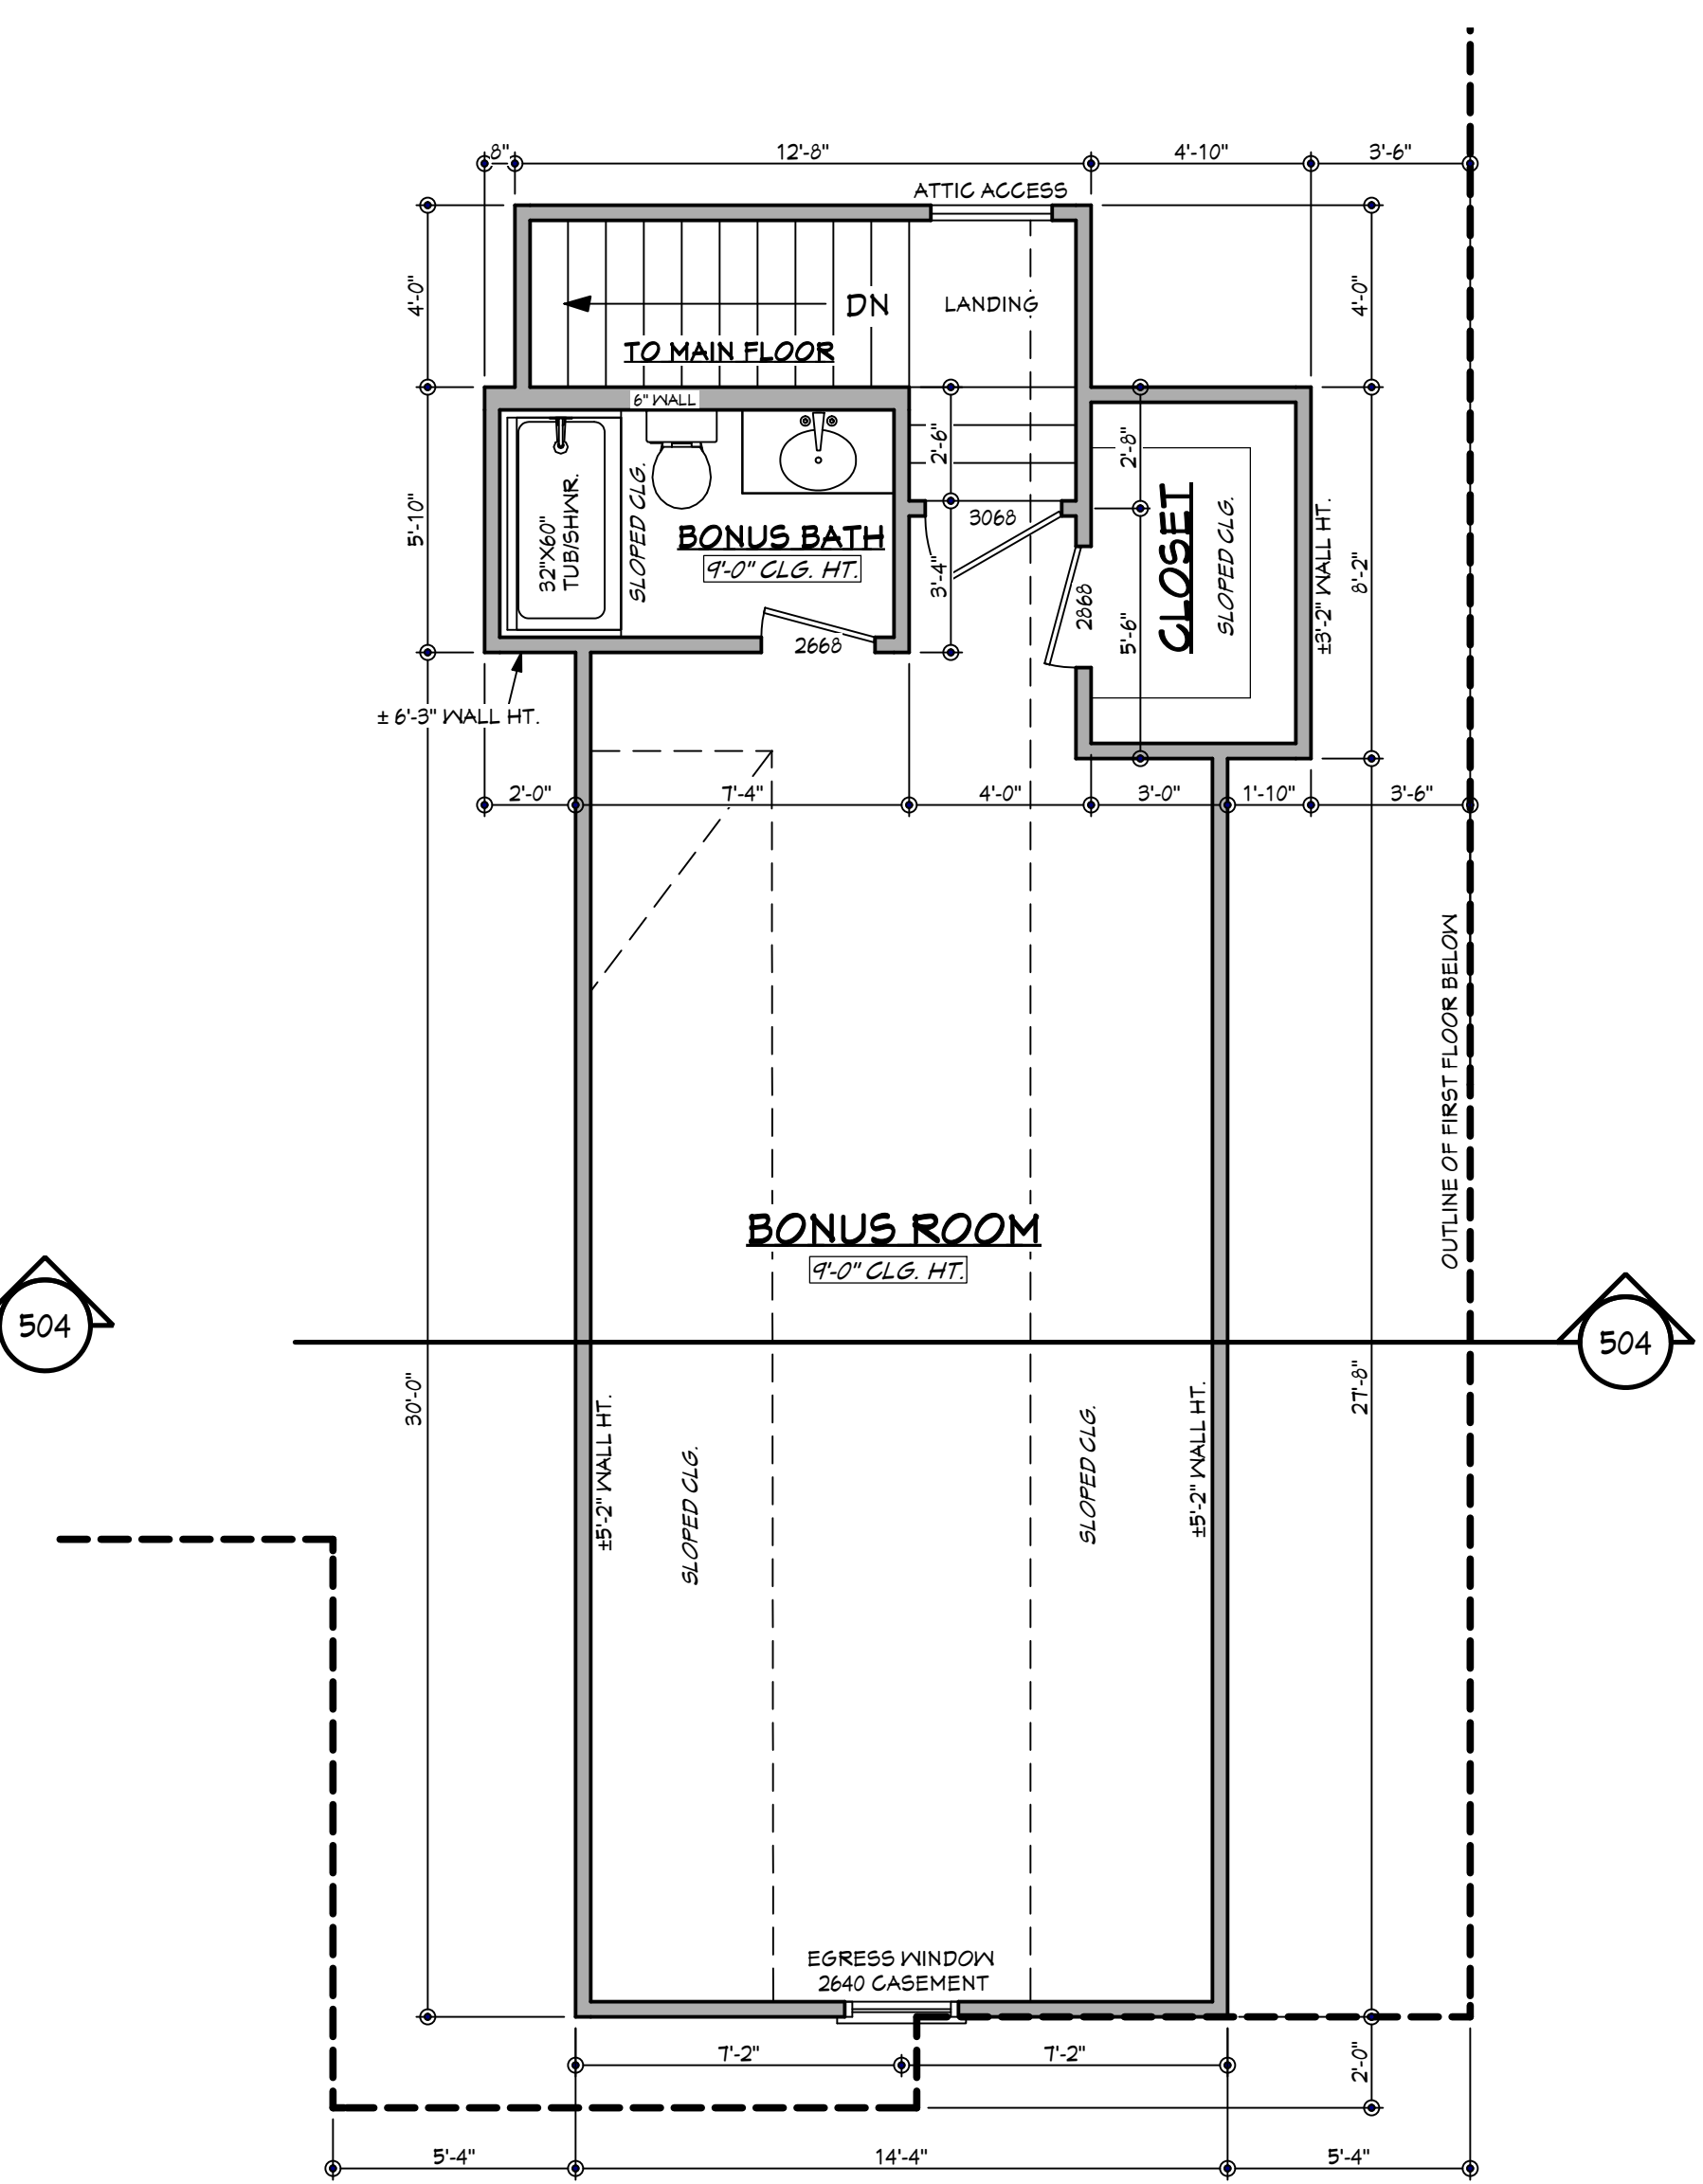 8"
12'-8"
4'-10"
3'-6"
ATTIC ACCESS
4'-0"
DN
LANDING
4'-0"
TO MAIN FLOOR
6" WALL
5'-10"
32"X60"
TUB/SHWR.
SLOPED CLG.
BONUS BATH
9'-0" CLG. HT.
2668
2'-6"
3'-4"
3068
2868
2'-8"
5'-6"
CLOSET
SLOPED CLG.
±3'-2" WALL HT.
8'-2"
± 6'-3" WALL HT.
2'-0"
7'-4"
4'-0"
3'-0"
1'-10"
3'-6"
OUTLINE OF FIRST FLOOR BELOW
BONUS ROOM
9'-0" CLG. HT.
504
504
30'-0"
27'-8"
±5'-2" WALL HT.
SLOPED CLG.
SLOPED CLG.
±5'-2" WALL HT.
EGRESS WINDOW
2640 CASEMENT
7'-2"
7'-2"
2'-0"
5'-4"
14'-4"
5'-4"